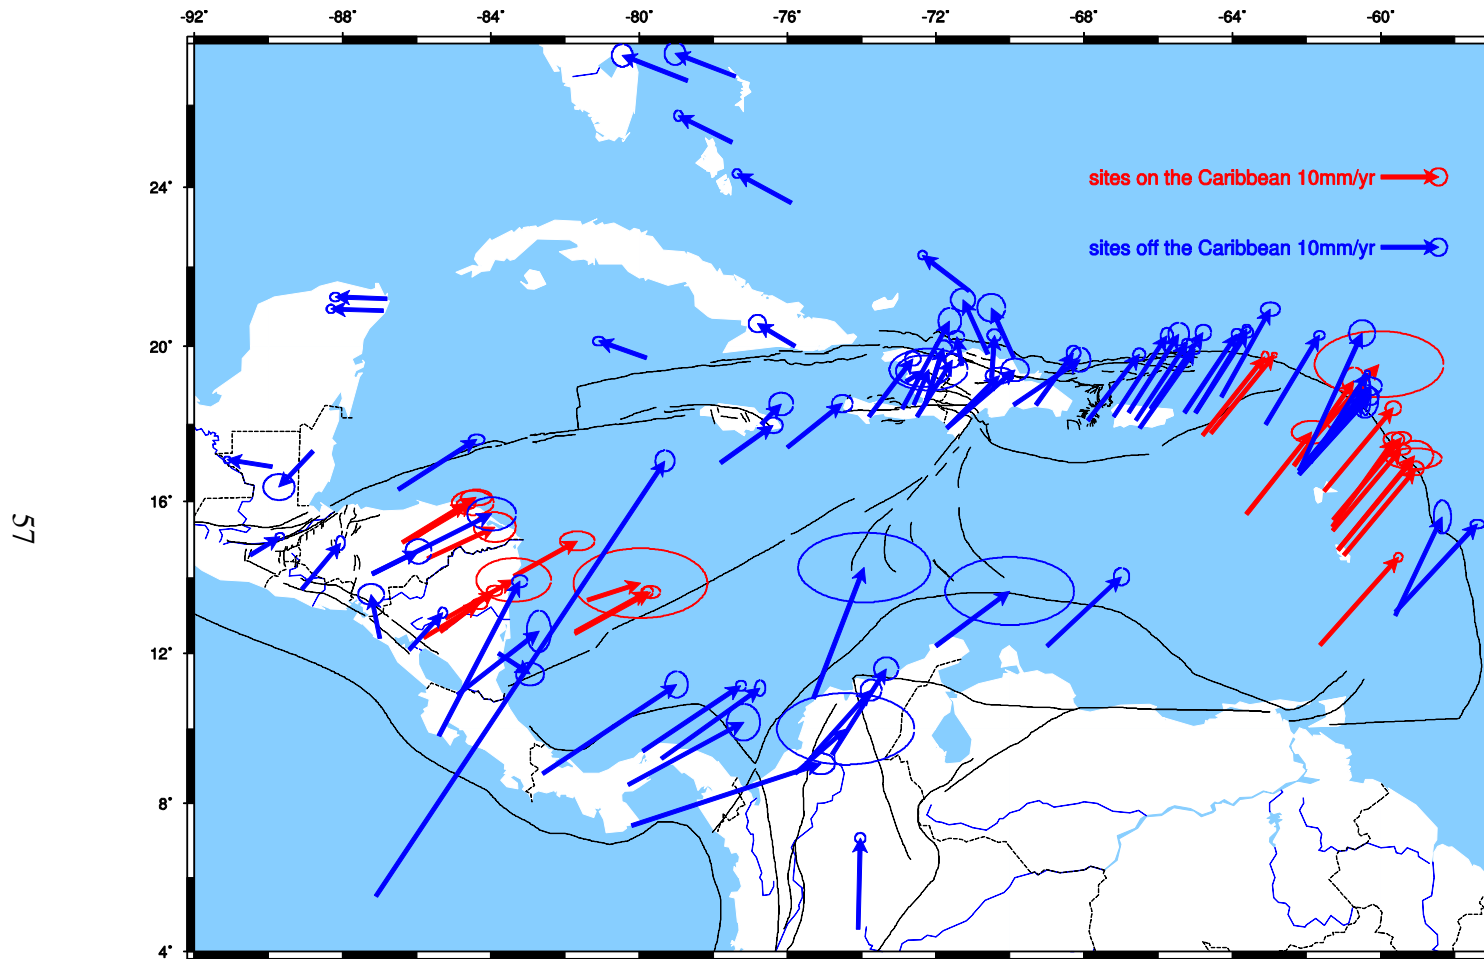 -92˚ -88˚ -84˚ -80˚ -76˚ -72˚ -68˚ -64˚ -60˚
24˚
sites on the Caribbean 10mm/yr
sites off the Caribbean 10mm/yr
20˚
16˚
57
12˚
8˚
4˚